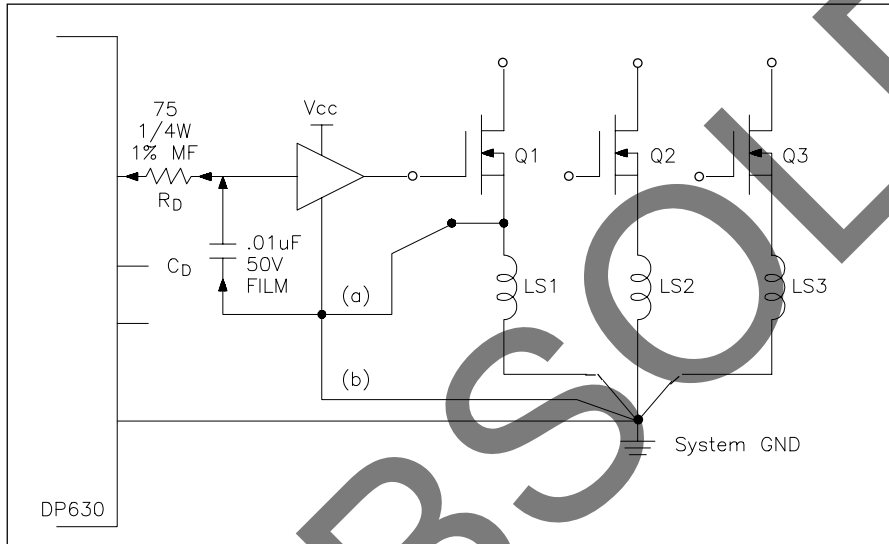 75
1/4W
1% MF
RD
Vcc
Q1
Q2
Q3
.01uF
50V
FILM
CD
(a)
(b)
LS1
LS2
LS3
System GND
DP630
OBSOLE